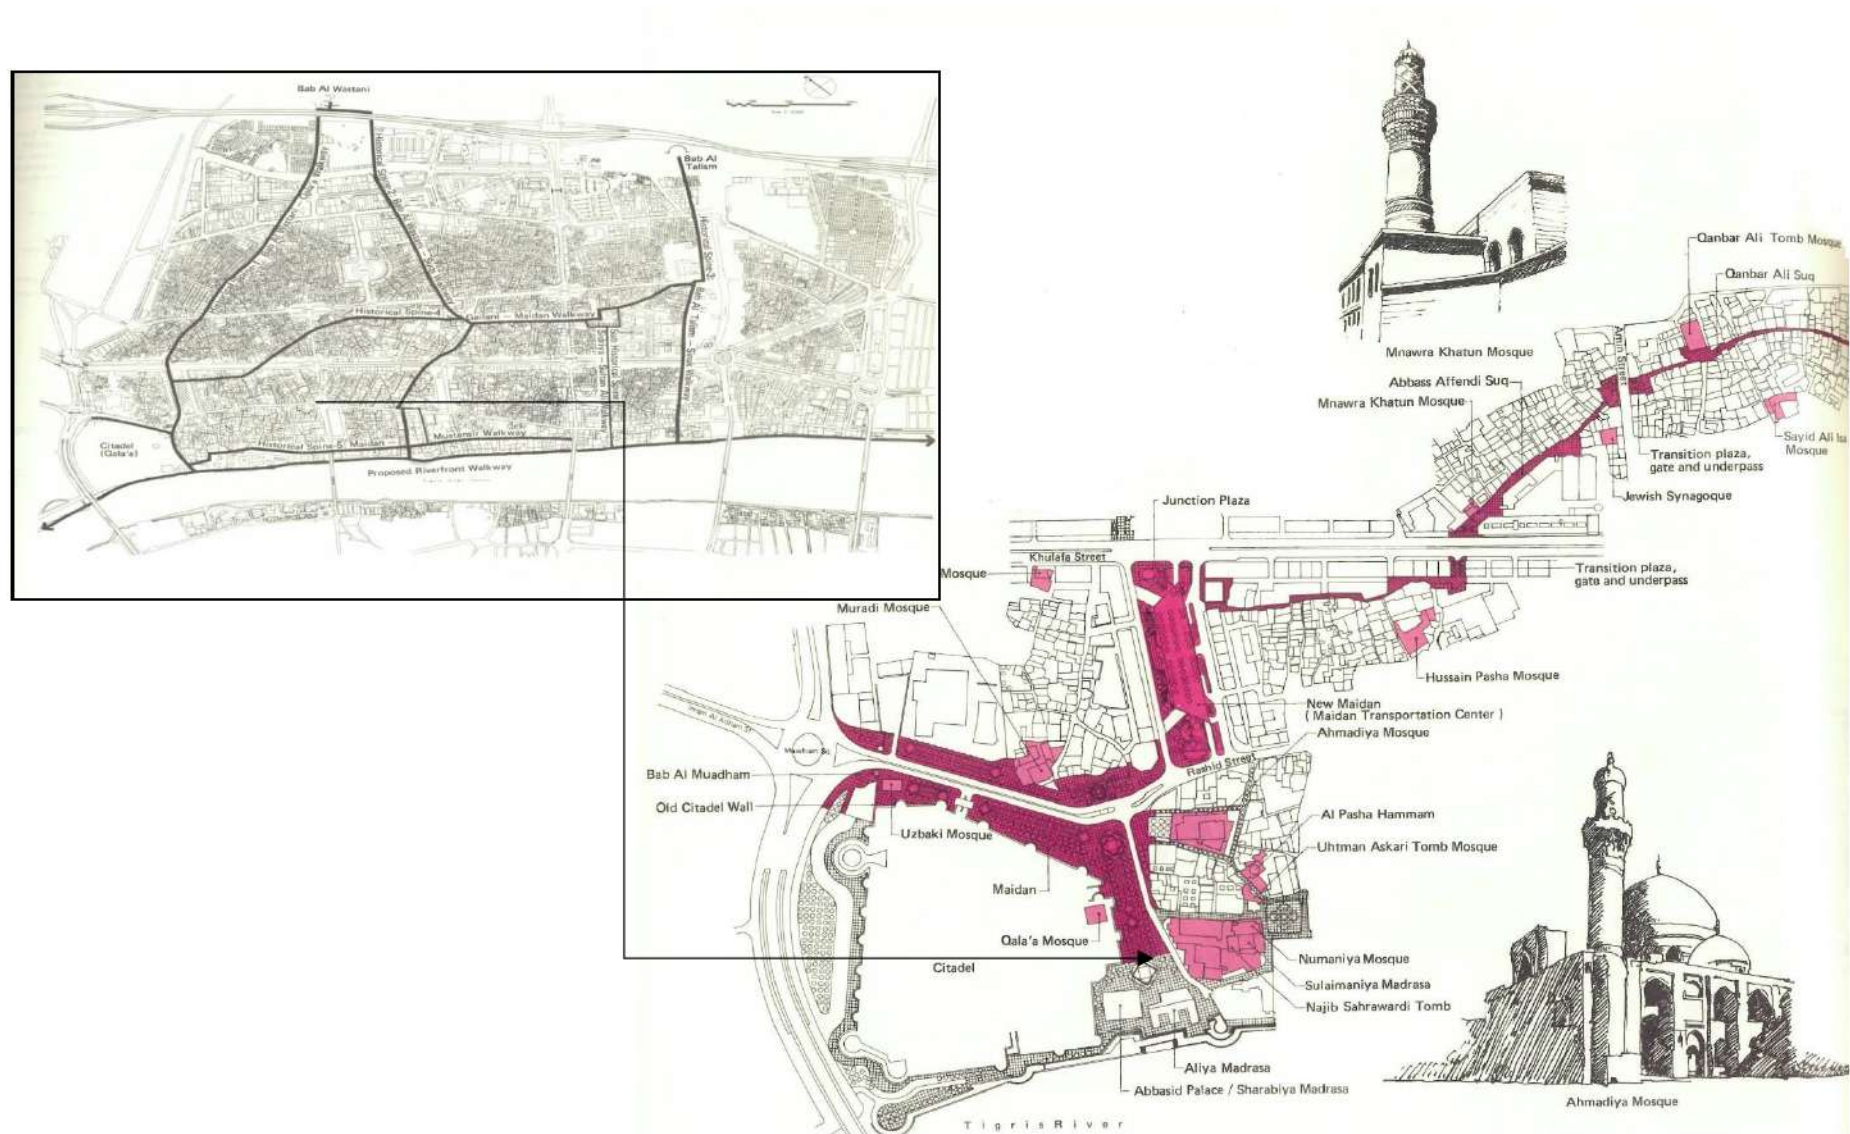 Bab Al Wastani
Bab Al
Talism
Historical Spine-4
Gailani – Maidan Walkway
Historical Spine-5 Maidan –
Mustansir Walkway
Citadel
(Qala'a)
Proposed Riverfront Walkway
Bab Al Talism – Suq Walkway
Mnawra Khatun Mosque
Qanbar Ali Tomb Mosque
Qanbar Ali Suq
Amin Street
Abbass Affendi Suq
Mnawra Khatun Mosque
Sayid Ali Isa
Mosque
Transition plaza,
gate and underpass
Jewish Synagoque
Junction Plaza
Khulafa Street
Mosque
Transition plaza,
gate and underpass
Muradi Mosque
Hussain Pasha Mosque
New Maidan
( Maidan Transportation Center )
Ahmadiya Mosque
Rashid Street
Bab Al Muadham
Old Citadel Wall
Uzbaki Mosque
Al Pasha Hammam
Uhtman Askari Tomb Mosque
Maidan
Qala'a Mosque
Citadel
Numaniya Mosque
Sulaimaniya Madrasa
Najib Sahrawardi Tomb
Aliya Madrasa
Abbasid Palace / Sharabiya Madrasa
Ahmadiya Mosque
Tigris River